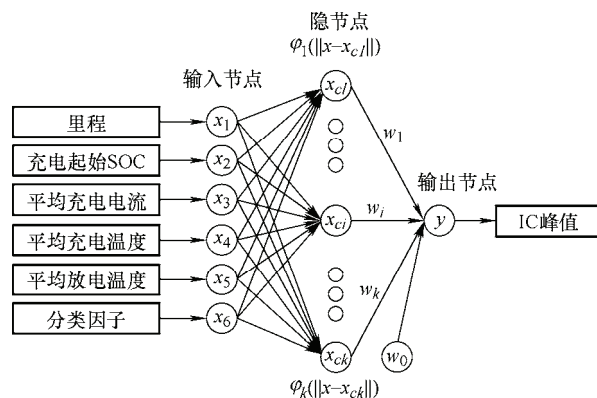 隐节点
φ1(||x-xc1||)
输入节点
里程
x1
xc1
充电起始SOC
x2
w1
平均充电电流
x3
输出节点
平均充电温度
x4
xci
wi
y
IC峰值
平均放电温度
x5
wk
分类因子
x6
xck
w0
φk(||x-xck||)